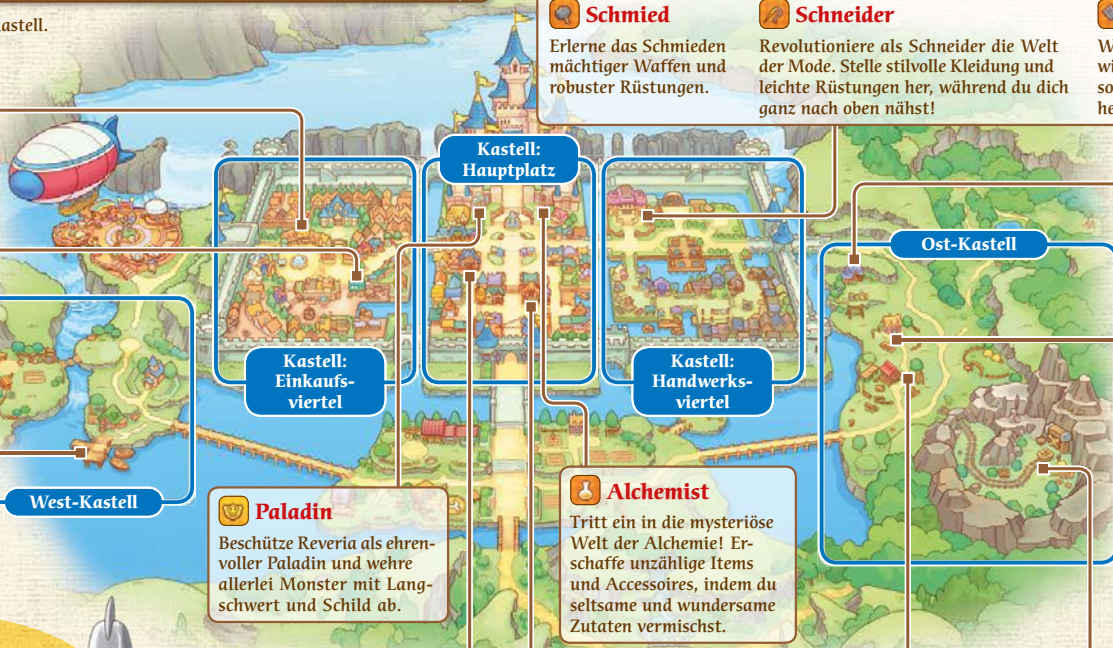 astell.
Schmied
Erlerne das Schmieden
mächtiger Waffen und
robuster Rüstungen.
Schneider
Revolutioniere als Schneider die Welt
der Mode. Stelle stilvolle Kleidung und
leichte Rüstungen her, während du dich
ganz nach oben nähst!
W
wi
so
he
Kastell:
Hauptplatz
Ost-Kastell
Kastell:
Einkaufs-
viertel
Kastell:
Handwerks-
viertel
West-Kastell
Paladin
Beschütze Reveria als ehren-
voller Paladin und wehre
allerlei Monster mit Lang-
schwert und Schild ab.
Alchemist
Tritt ein in die mysteriöse
Welt der Alchemie! Er-
schaffe unzählige Items
und Accessoires, indem du
seltsame und wundersame
Zutaten vermischst.